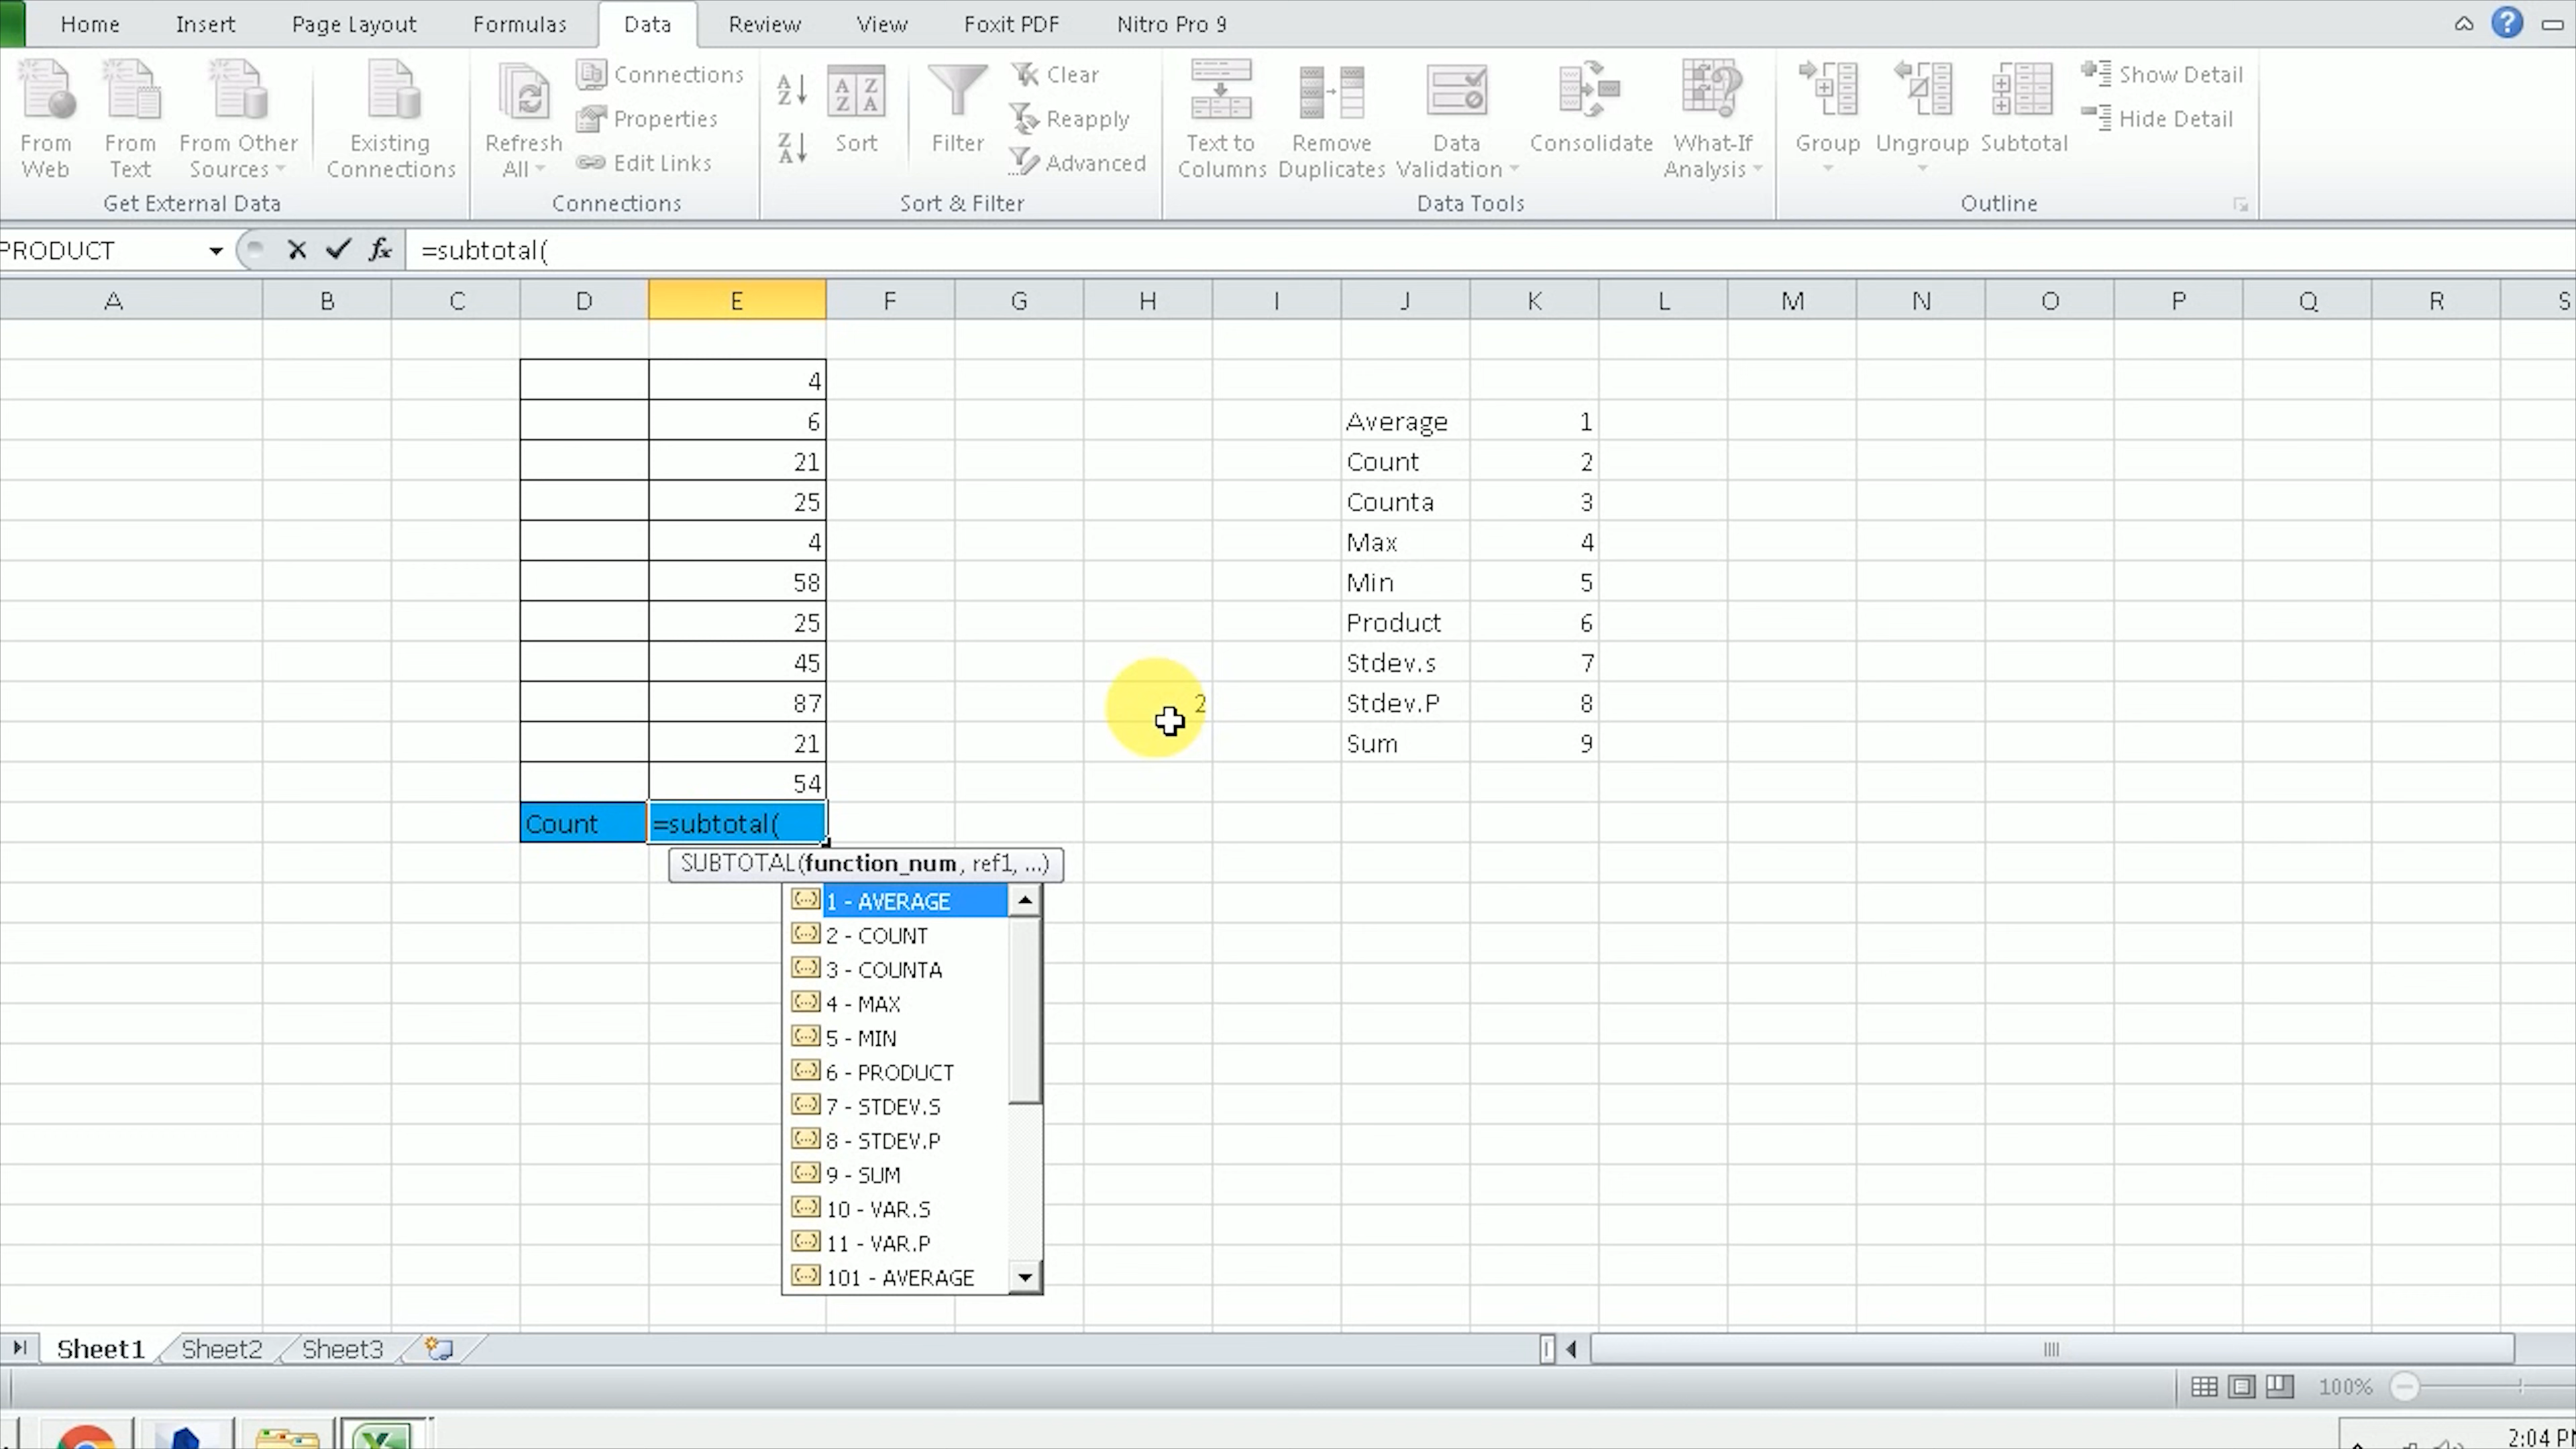 Home Insert Page Layout Formulas Data Review View Foxit PDF Nitro Pro 9
From Web
From Text
From Other Sources
Existing Connections
Get External Data
Refresh All
Connections
Properties
Edit Links
Connections
Sort
Filter
Clear
Reapply
Advanced
Sort & Filter
Text to Columns
Remove Duplicates
Data Validation
Consolidate
What-If Analysis
Data Tools
Group
Ungroup
Subtotal
Show Detail
Hide Detail
Outline
PRODUCT fx =subtotal(
A B C D E F G H I J K L M N O P Q R S
4
6 Average 1
21 Count 2
25 Counta 3
4 Max 4
58 Min 5
25 Product 6
45 Stdev.s 7
87 2 Stdev.P 8
21 Sum 9
54
Count =subtotal(
SUBTOTAL(function_num, ref1, ...)
1 - AVERAGE
2 - COUNT
3 - COUNTA
4 - MAX
5 - MIN
6 - PRODUCT
7 - STDEV.S
8 - STDEV.P
9 - SUM
10 - VAR.S
11 - VAR.P
101 - AVERAGE
Sheet1 Sheet2 Sheet3
100%
2:04 PM